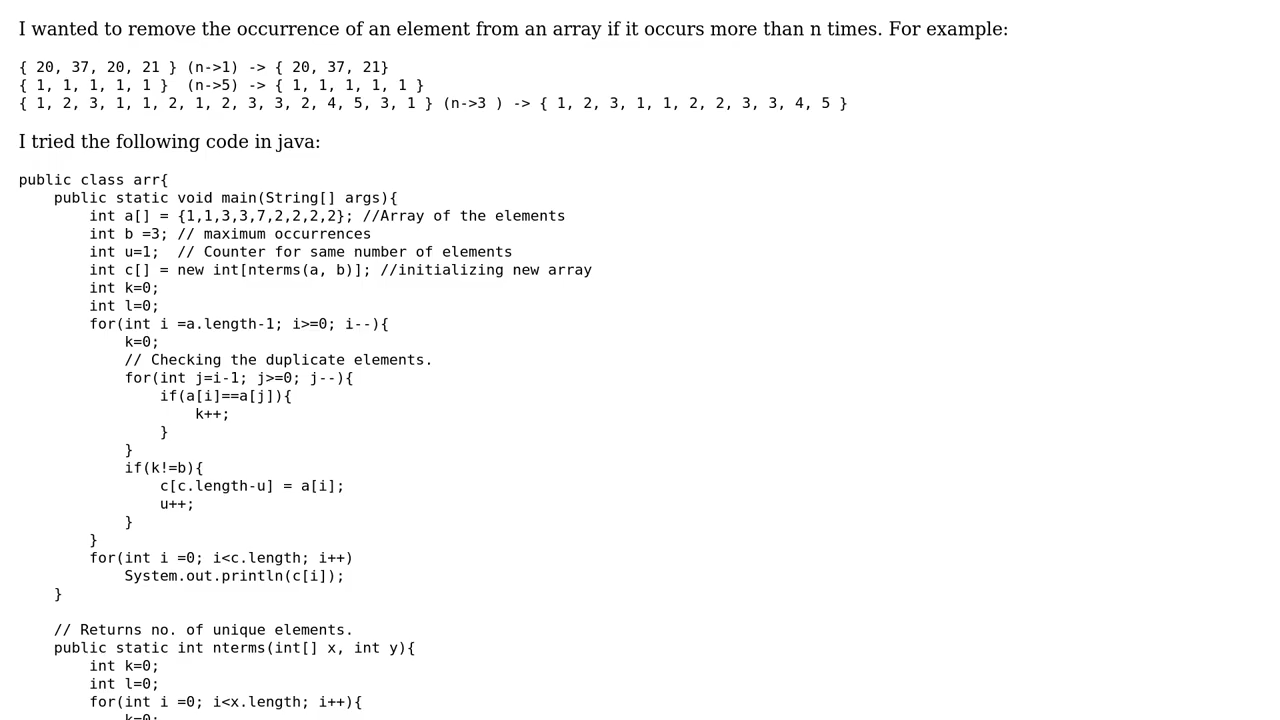 I wanted to remove the occurrence of an element from an array if it occurs more than n times. For example:
{ 20, 37, 20, 21 } (n->1) -> { 20, 37, 21}
{ 1, 1, 1, 1, 1 }  (n->5) -> { 1, 1, 1, 1, 1 }
{ 1, 2, 3, 1, 1, 2, 1, 2, 3, 3, 2, 4, 5, 3, 1 } (n->3 ) -> { 1, 2, 3, 1, 1, 2, 2, 3, 3, 4, 5 }
I tried the following code in java:
public class arr{
    public static void main(String[] args){
        int a[] = {1,1,3,3,7,2,2,2,2}; //Array of the elements
        int b =3; // maximum occurrences
        int u=1;  // Counter for same number of elements
        int c[] = new int[nterms(a, b)]; //initializing new array
        int k=0;
        int l=0;
        for(int i =a.length-1; i>=0; i--){
            k=0;
            // Checking the duplicate elements.
            for(int j=i-1; j>=0; j--){
                if(a[i]==a[j]){
                    k++;
                }
            }
            if(k!=b){
                c[c.length-u] = a[i];
                u++;
            }
        }
        for(int i =0; i<c.length; i++)
            System.out.println(c[i]);
    }
    // Returns no. of unique elements.
    public static int nterms(int[] x, int y){
        int k=0;
        int l=0;
        for(int i =0; i<x.length; i++){
            k=0;